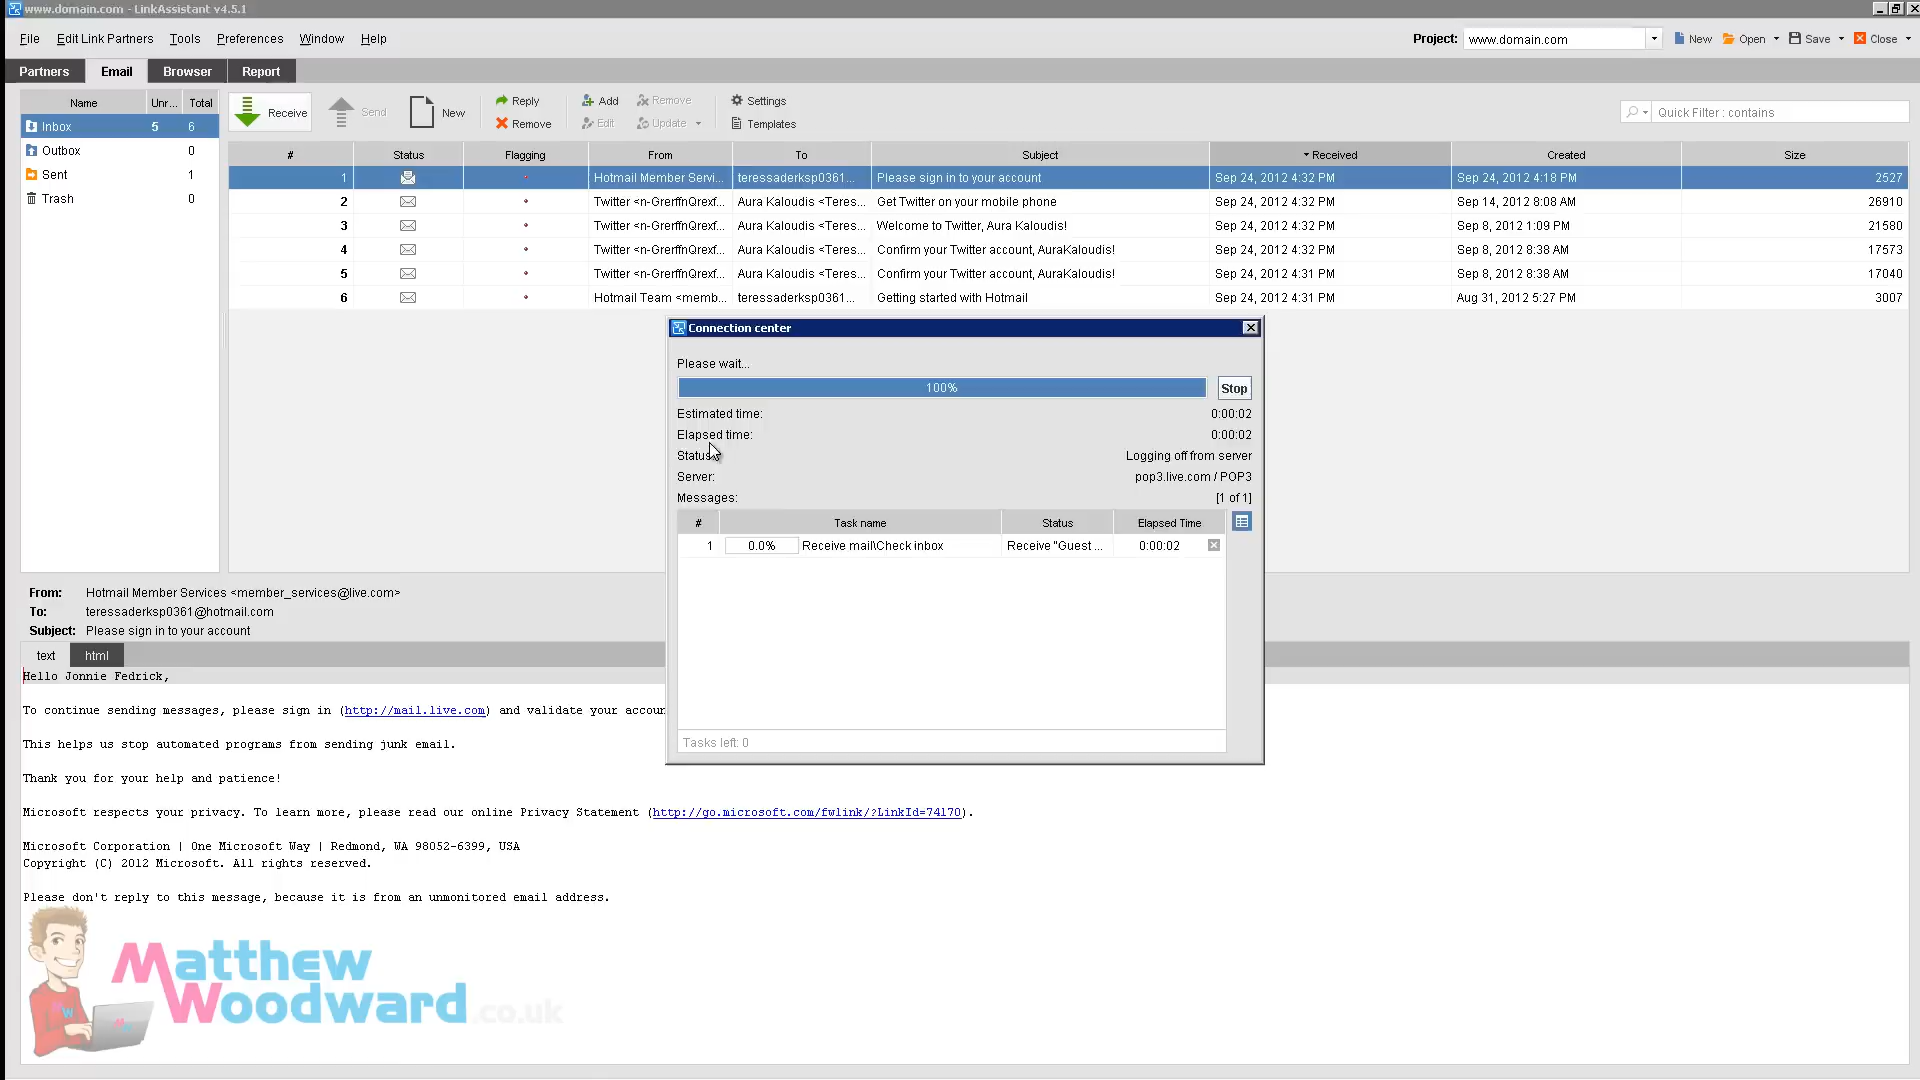 www.domain.com - LinkAssistant v4.5.1
File Edit Link Partners Tools Preferences Window Help
Project: www.domain.com New Open Save Close
Partners Email Browser Report
Name Unr... Total
Inbox 5 6
Outbox 0
Sent 1
Trash 0
Receive Send New Reply Remove Add Remove Edit Update Settings Templates
Quick Filter : contains
# Status Flagging From To Subject Received Created Size
1 Hotmail Member Servi... teressaderksp0361... Please sign in to your account Sep 24, 2012 4:32 PM Sep 24, 2012 4:18 PM 2527
2 Twitter <n-GrerffnQrexf... Aura Kaloudis <Teres... Get Twitter on your mobile phone Sep 24, 2012 4:32 PM Sep 14, 2012 8:08 AM 26910
3 Twitter <n-GrerffnQrexf... Aura Kaloudis <Teres... Welcome to Twitter, Aura Kaloudis! Sep 24, 2012 4:32 PM Sep 8, 2012 1:09 PM 21580
4 Twitter <n-GrerffnQrexf... Aura Kaloudis <Teres... Confirm your Twitter account, AuraKaloudis! Sep 24, 2012 4:32 PM Sep 8, 2012 8:38 AM 17573
5 Twitter <n-GrerffnQrexf... Aura Kaloudis <Teres... Confirm your Twitter account, AuraKaloudis! Sep 24, 2012 4:31 PM Sep 8, 2012 8:38 AM 17040
6 Hotmail Team <memb... teressaderksp0361... Getting started with Hotmail Sep 24, 2012 4:31 PM Aug 31, 2012 5:27 PM 3007
Connection center
Please wait...
100% Stop
Estimated time: 0:00:02
Elapsed time: 0:00:02
Status Logging off from server
Server: pop3.live.com / POP3
Messages: [1 of 1]
# Task name Status Elapsed Time
1 0.0% Receive mail\Check inbox Receive "Guest ... 0:00:02
Tasks left: 0
From: Hotmail Member Services <member_services@live.com>
To: teressaderksp0361@hotmail.com
Subject: Please sign in to your account
text html
Hello Jonnie Fedrick,
To continue sending messages, please sign in (http://mail.live.com) and validate your accou
This helps us stop automated programs from sending junk email.
Thank you for your help and patience!
Microsoft respects your privacy. To learn more, please read our online Privacy Statement (http://go.microsoft.com/fwlink/?LinkId=74170).
Microsoft Corporation | One Microsoft Way | Redmond, WA 98052-6399, USA
Copyright (C) 2012 Microsoft. All rights reserved.
Please don't reply to this message, because it is from an unmonitored email address.
Matthew
Woodward.co.uk